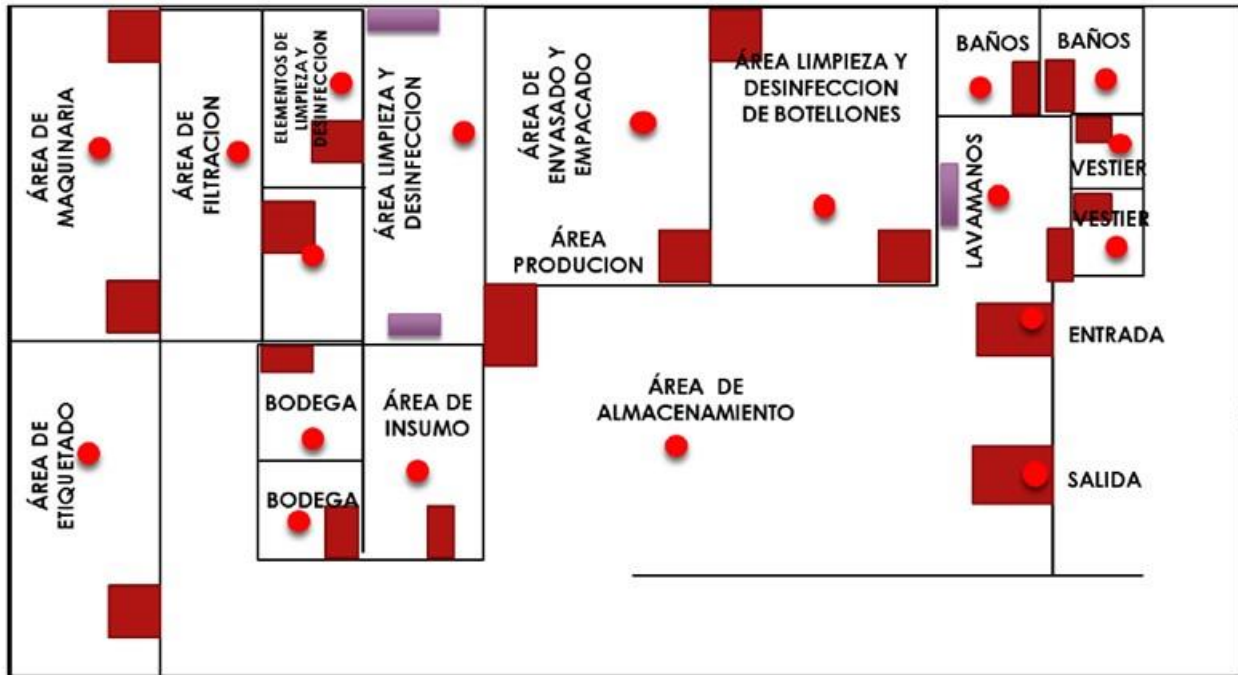 ÁREA DE
MAQUINARIA
ÁREA DE
FILTRACION
ELEMENTOS DE
LIMPIEZA Y
DESINFECCION
ÁREA LIMPIEZA Y
DESINFECCION
ÁREA DE
ENVASADO Y
EMPACADO
ÁREA
PRODUCION
ÁREA LIMPIEZA Y
DESINFECCION
DE BOTELLONES
BAÑOS
BAÑOS
LAVAMANOS
VESTIER
VESTIER
ENTRADA
SALIDA
ÁREA DE
ETIQUETADO
BODEGA
BODEGA
ÁREA DE
INSUMO
ÁREA DE
ALMACENAMIENTO